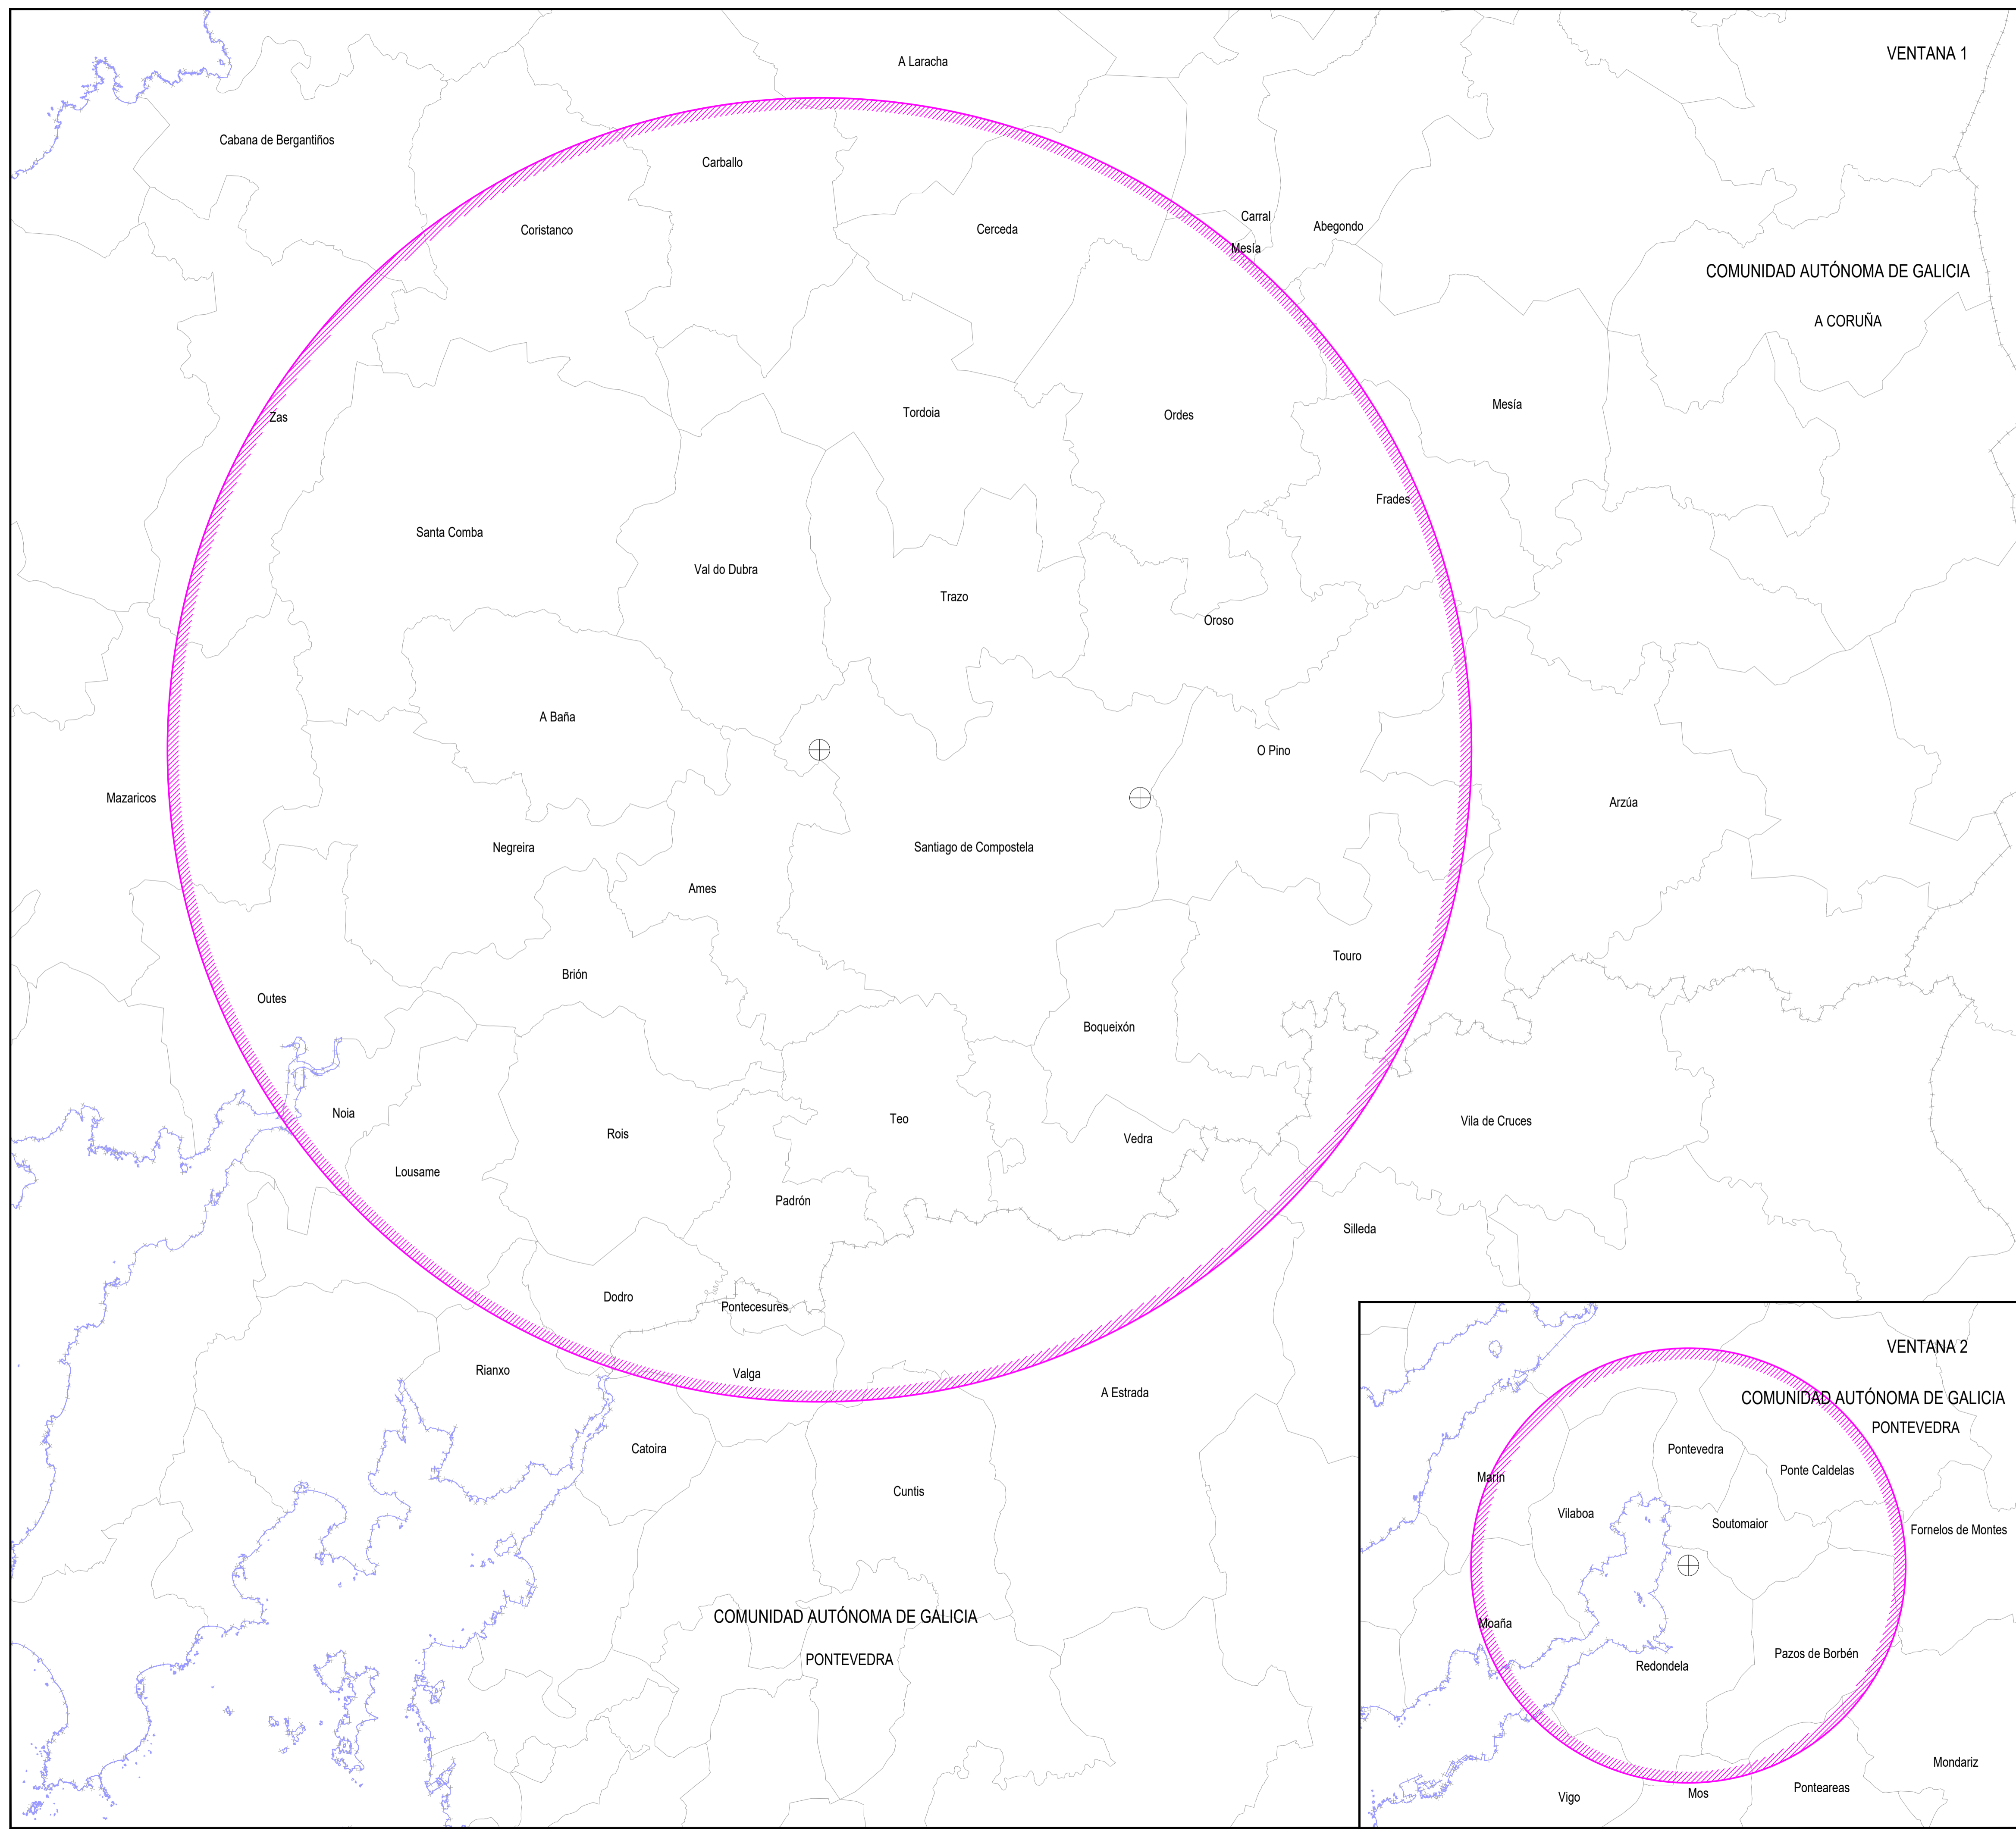 VENTANA 1
A Laracha
Cabana de Bergantiños
Carballo
Carral
Abegondo
Coristanco
Cerceda
Mesía
COMUNIDAD AUTÓNOMA DE GALICIA
A CORUÑA
Zas
Tordoia
Ordes
Mesía
Frades
Santa Comba
Val do Dubra
Trazo
Oroso
A Baña
O Pino
Mazaricos
Arzúa
Negreira
Santiago de Compostela
Ames
Brión
Touro
Outes
Boqueixón
Noia
Rois
Teo
Vedra
Vila de Cruces
Lousame
Padrón
Silleda
Dodro
Pontecesures
Rianxo
Valga
A Estrada
Catoira
Cuntis
COMUNIDAD AUTÓNOMA DE GALICIA
PONTEVEDRA
VENTANA 2
COMUNIDAD AUTÓNOMA DE GALICIA
PONTEVEDRA
Pontevedra
Ponte Caldelas
Marín
Vilaboa
Soutomaior
Fornelos de Montes
Moaña
Pazos de Borbén
Redondela
Mondariz
Ponteareas
Mos
Vigo